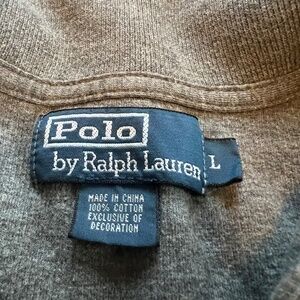 Polo
by Ralph Lauren
L
MADE IN CHINA
100% COTTON
EXCLUSIVE OF
DECORATION